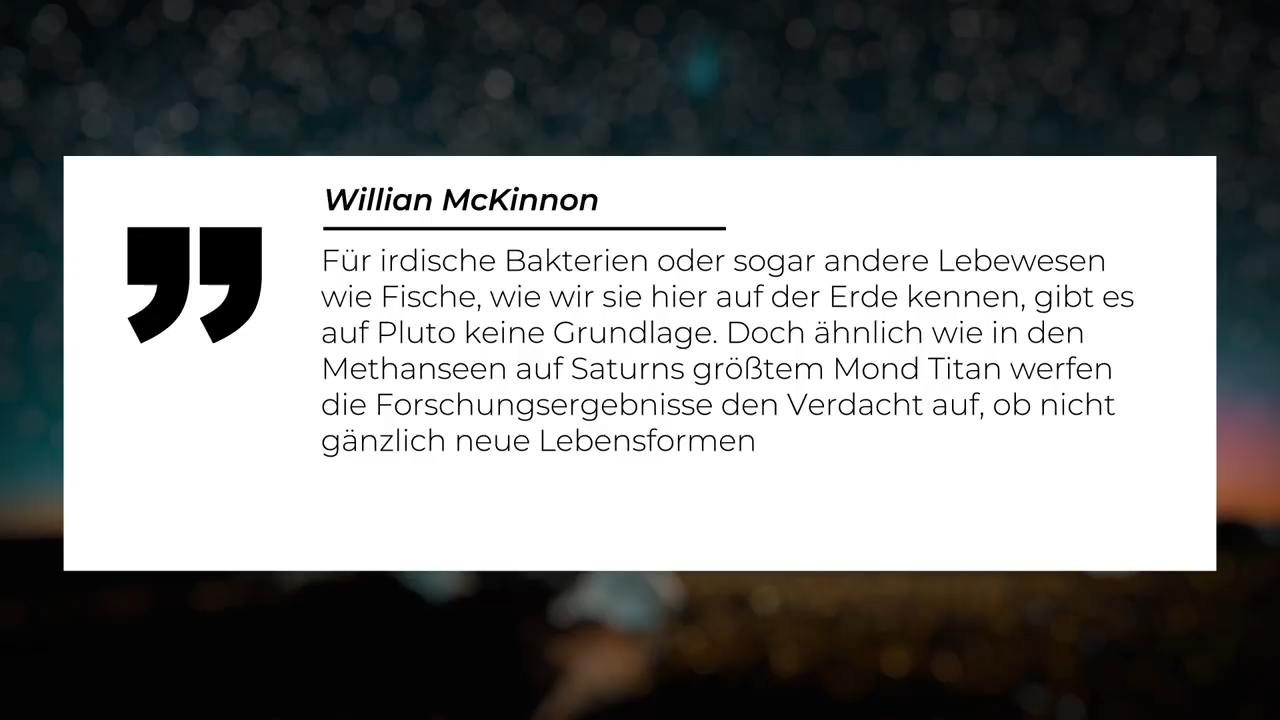 Willian McKinnon
Für irdische Bakterien oder sogar andere Lebewesen
wie Fische, wie wir sie hier auf der Erde kennen, gibt es
auf Pluto keine Grundlage. Doch ähnlich wie in den
Methanseen auf Saturns größtem Mond Titan werfen
die Forschungsergebnisse den Verdacht auf, ob nicht
gänzlich neue Lebensformen